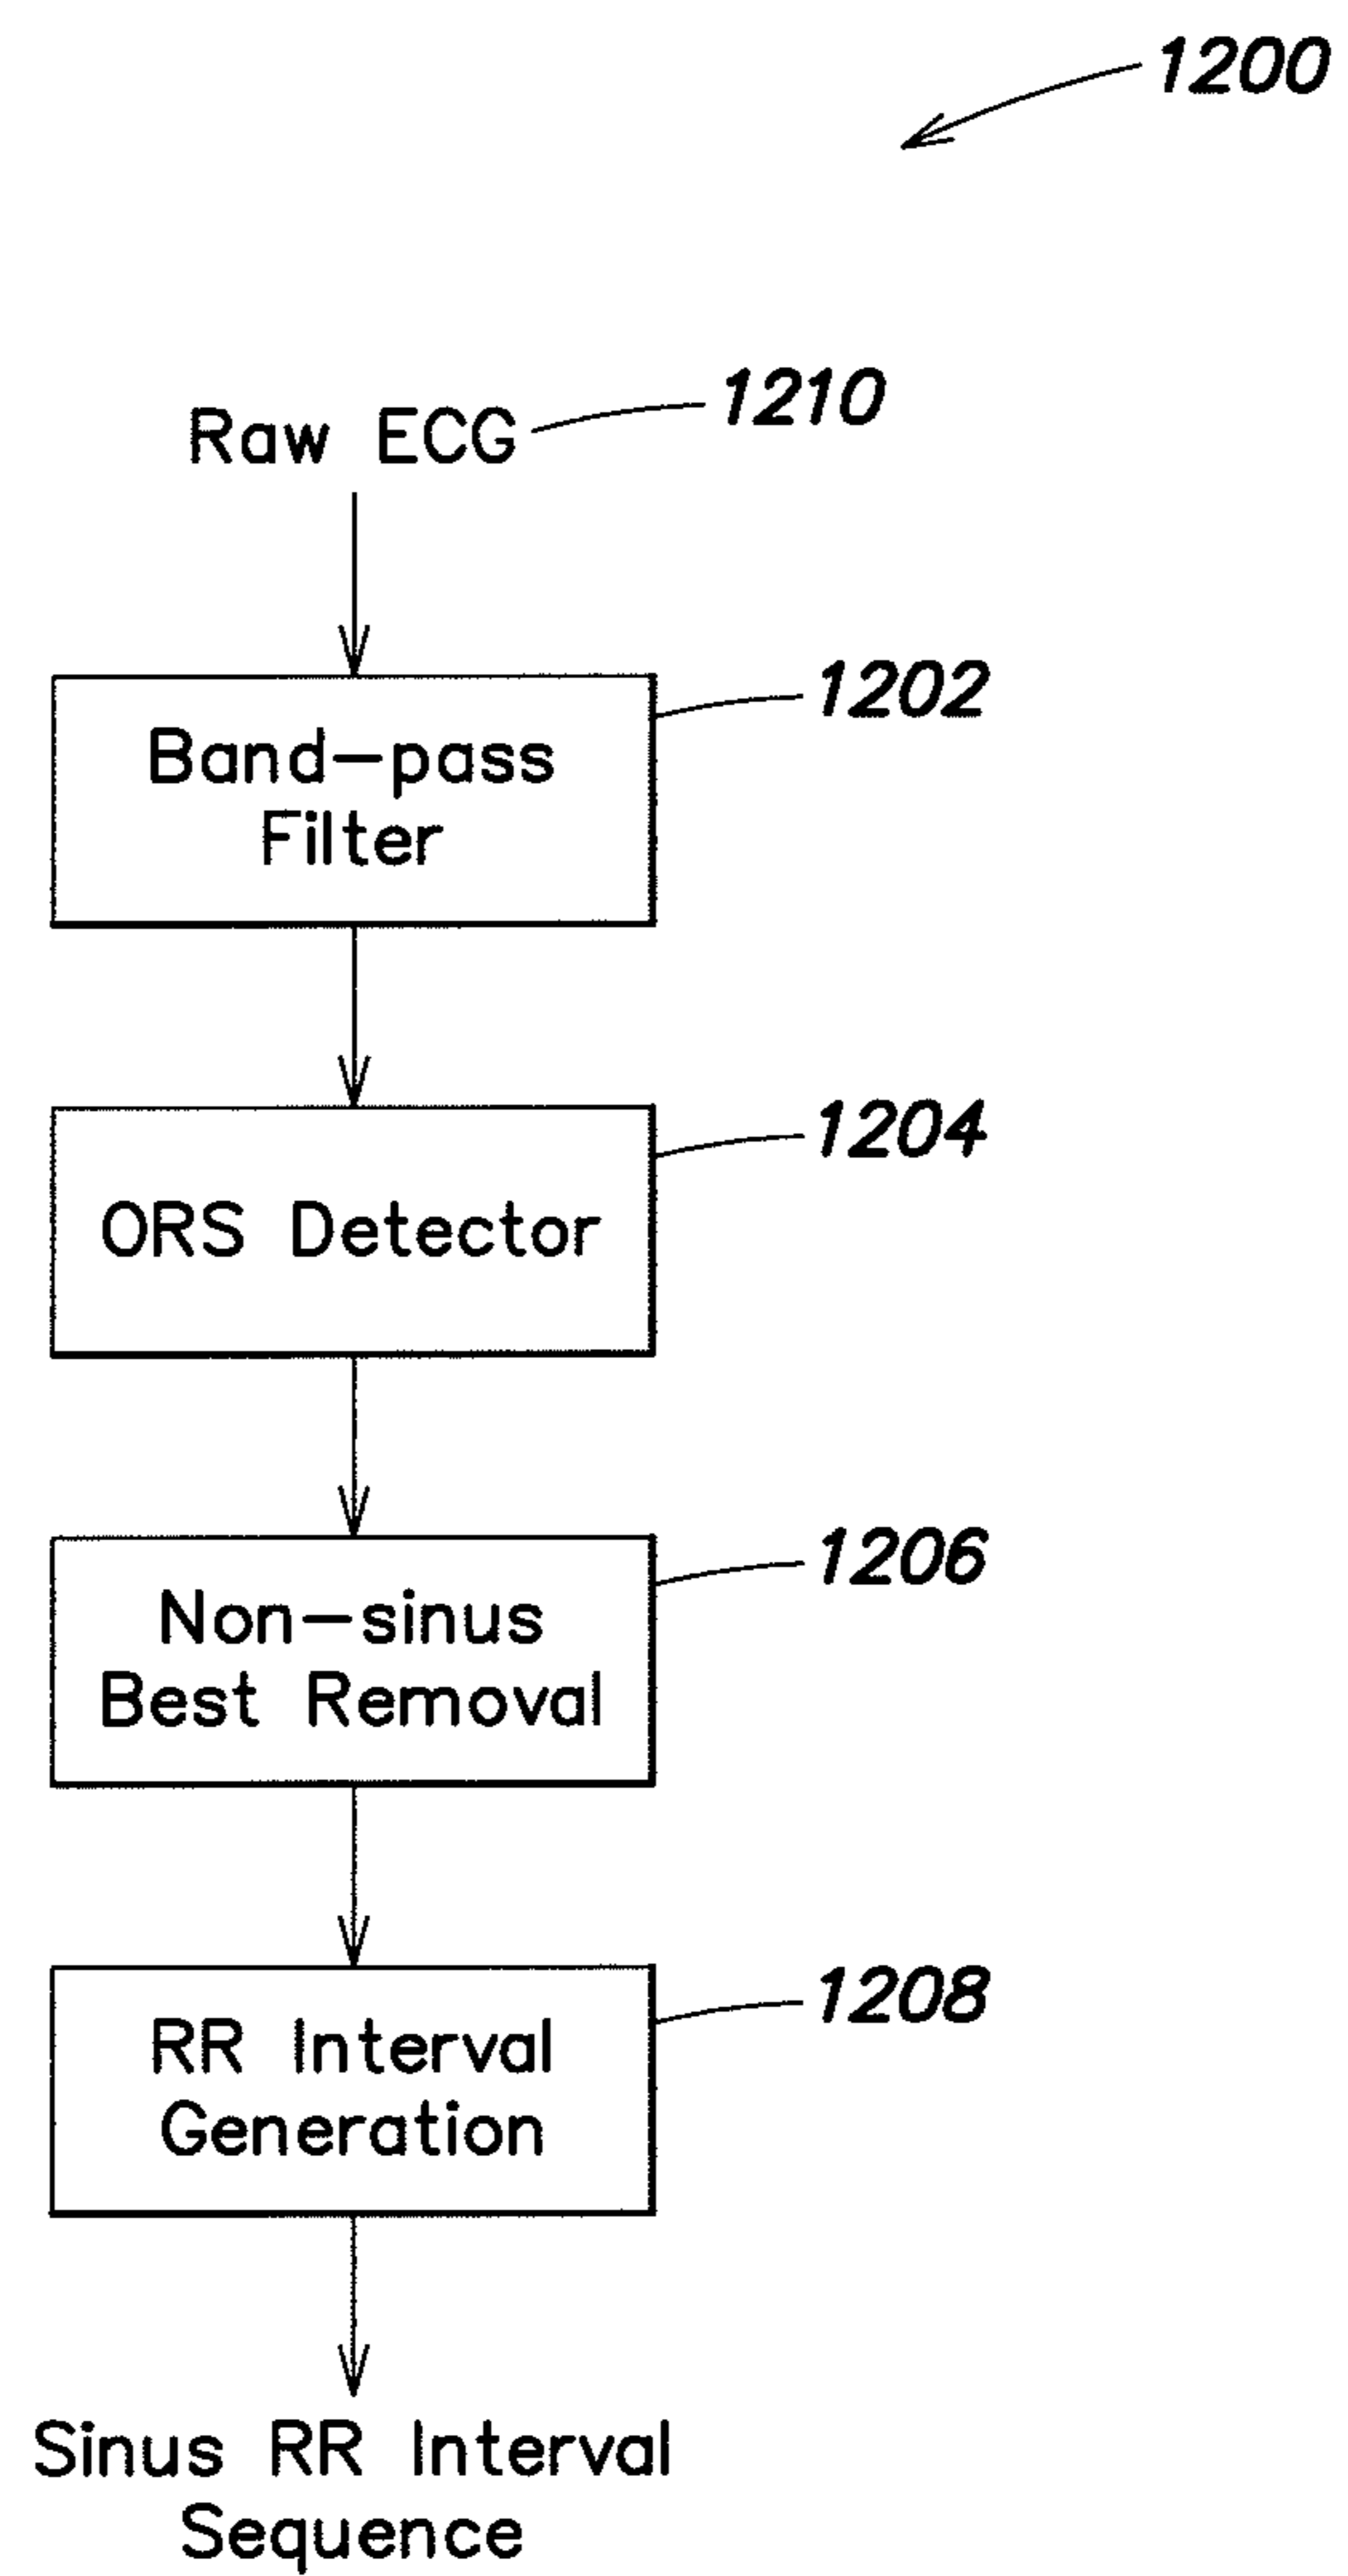 1200
Raw ECG
1210
Band-pass
Filter
1202
ORS Detector
1204
Non-sinus
Best Removal
1206
RR Interval
Generation
1208
Sinus RR Interval
Sequence